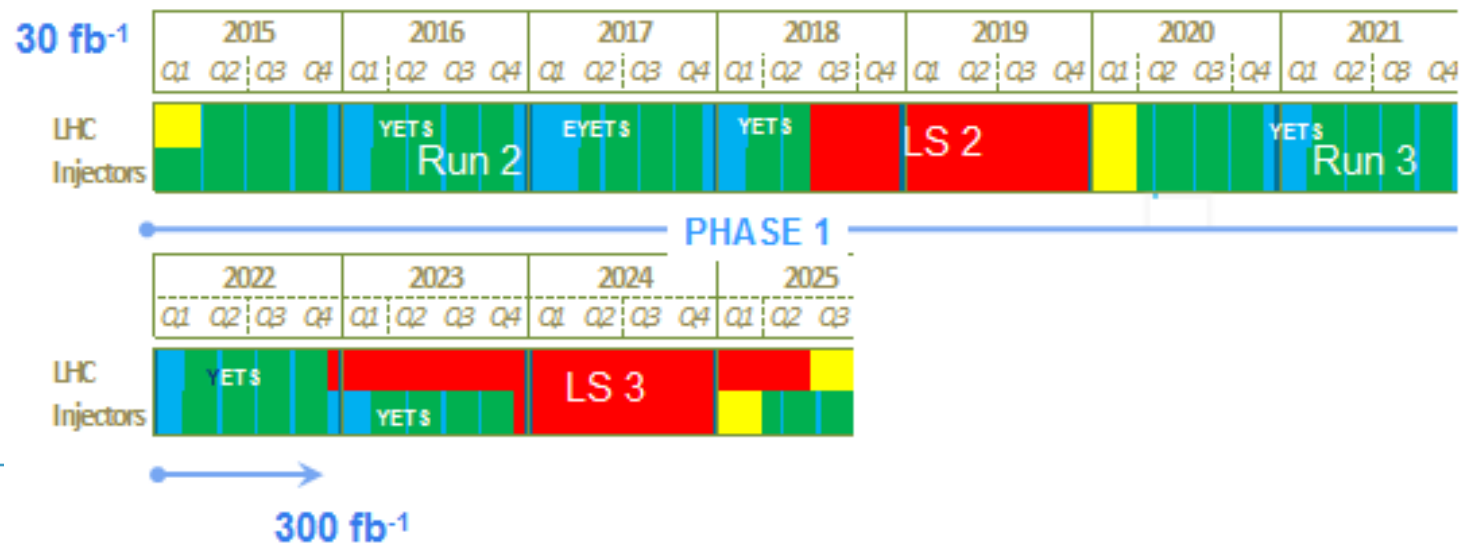 30 fb-1
2015 2016 2017 2018 2019 2020 2021
Q1 Q2 Q3 Q4 Q1 Q2 Q3 Q4 Q1 Q2 Q3 Q4 Q1 Q2 Q3 Q4 Q1 Q2 Q3 Q4 Q1 Q2 Q3 Q4 Q1 Q2 Q3 Q4
LHC YETS EYETS YETS LS 2 YETS
Injectors Run 2 Run 3
PHASE 1
2022 2023 2024 2025
Q1 Q2 Q3 Q4 Q1 Q2 Q3 Q4 Q1 Q2 Q3 Q4 Q1 Q2 Q3
LHC YETS LS 3
Injectors YETS
300 fb-1